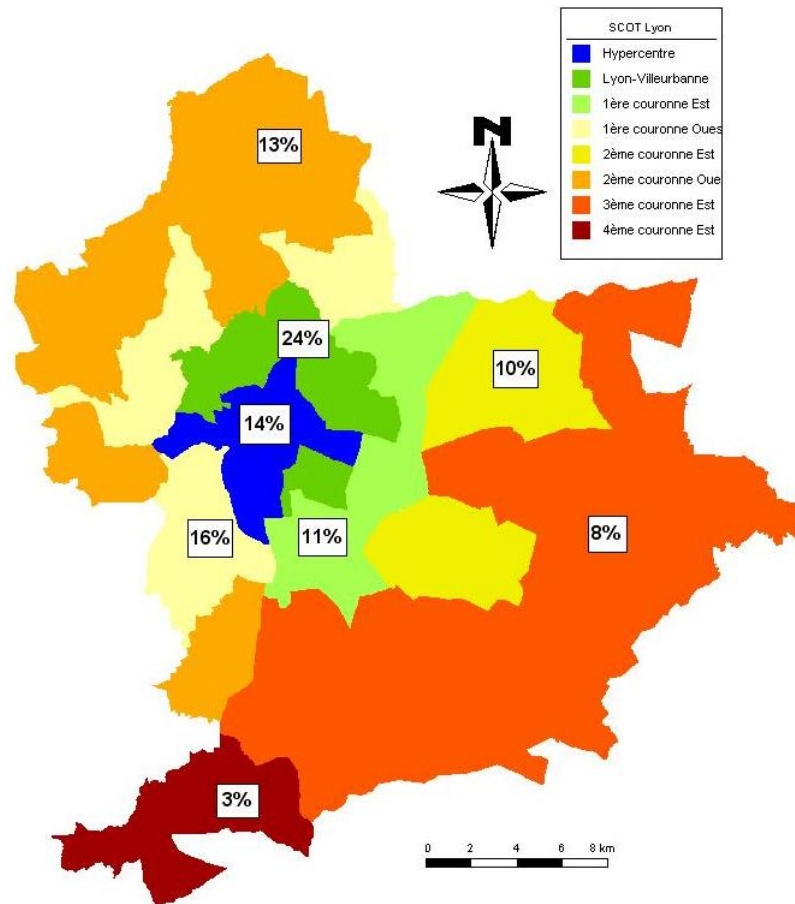 SCOT Lyon
Hypercentre
Lyon-Villeurbanne
1ère couronne Est
1ère couronne Oues
2ème couronne Est
2ème couronne Oue
3ème couronne Est
4ème couronne Est
N
13%
24%
10%
14%
16%
11%
8%
3%
0 2 4 6 8 km